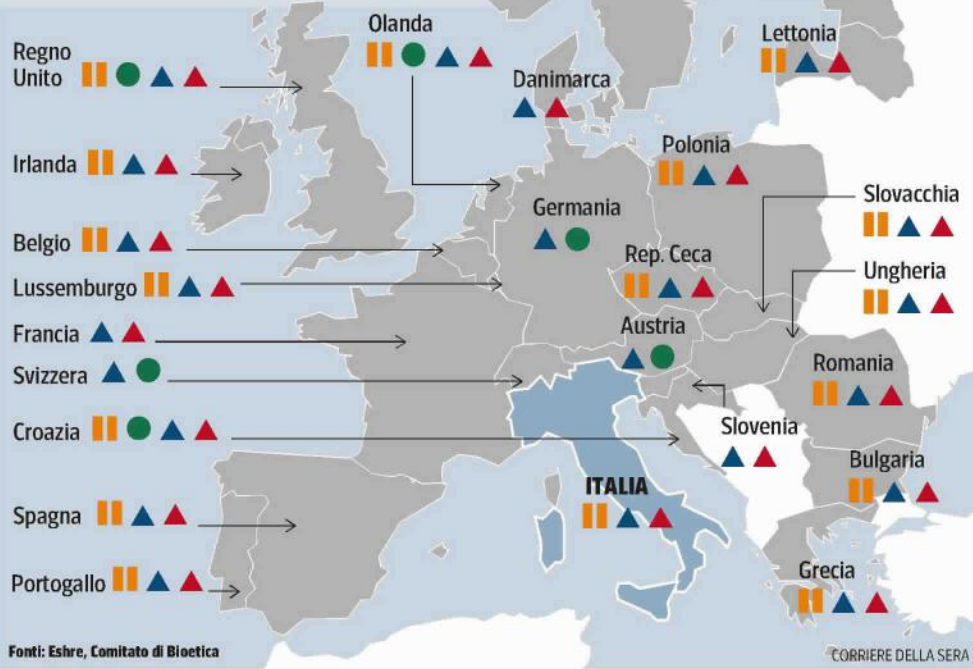 Regno
Unito
Olanda
Danimarca
Lettonia
Irlanda
Polonia
Slovacchia
Belgio
Germania
Rep. Ceca
Ungheria
Lussemburgo
Francia
Austria
Svizzera
Romania
Croazia
Slovenia
Bulgaria
ITALIA
Spagna
Portogallo
Grecia
Fonti: Eshre, Comitato di Bioetica
CORRIERE DELLA SERA